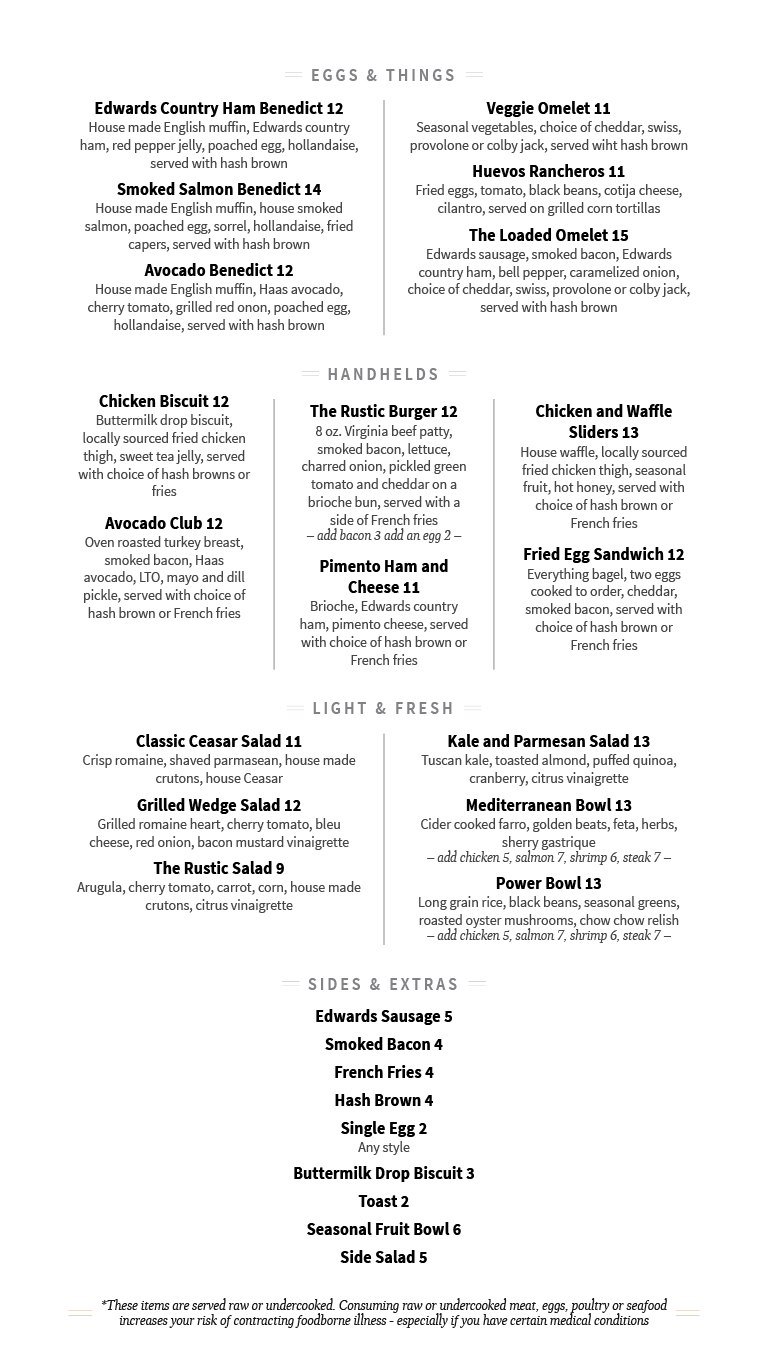 EGGS & THINGS
Edwards Country Ham Benedict 12
House made English muffin, Edwards country
ham, red pepper jelly, poached egg, hollandaise,
served with hash brown
Smoked Salmon Benedict 14
House made English muffin, house smoked
salmon, poached egg, sorrel, hollandaise, fried
capers, served with hash brown
Avocado Benedict 12
House made English muffin, Haas avocado,
cherry tomato, grilled red onon, poached egg,
hollandaise, served with hash brown
Veggie Omelet 11
Seasonal vegetables, choice of cheddar, swiss,
provolone or colby jack, served wiht hash brown
Huevos Rancheros 11
Fried eggs, tomato, black beans, cotija cheese,
cilantro, served on grilled corn tortillas
The Loaded Omelet 15
Edwards sausage, smoked bacon, Edwards
country ham, bell pepper, caramelized onion,
choice of cheddar, swiss, provolone or colby jack,
served with hash brown
HANDHELDS
Chicken Biscuit 12
Buttermilk drop biscuit,
locally sourced fried chicken
thigh, sweet tea jelly, served
with choice of hash browns or
fries
Avocado Club 12
Oven roasted turkey breast,
smoked bacon, Haas
avocado, LTO, mayo and dill
pickle, served with choice of
hash brown or French fries
The Rustic Burger 12
8 oz. Virginia beef patty,
smoked bacon, lettuce,
charred onion, pickled green
tomato and cheddar on a
brioche bun, served with a
side of French fries
– add bacon 3 add an egg 2 –
Pimento Ham and
Cheese 11
Brioche, Edwards country
ham, pimento cheese, served
with choice of hash brown or
French fries
Chicken and Waffle
Sliders 13
House waffle, locally sourced
fried chicken thigh, seasonal
fruit, hot honey, served with
choice of hash brown or
French fries
Fried Egg Sandwich 12
Everything bagel, two eggs
cooked to order, cheddar,
smoked bacon, served with
choice of hash brown or
French fries
LIGHT & FRESH
Classic Ceasar Salad 11
Crisp romaine, shaved parmasean, house made
crutons, house Ceasar
Grilled Wedge Salad 12
Grilled romaine heart, cherry tomato, bleu
cheese, red onion, bacon mustard vinaigrette
The Rustic Salad 9
Arugula, cherry tomato, carrot, corn, house made
crutons, citrus vinaigrette
Kale and Parmesan Salad 13
Tuscan kale, toasted almond, puffed quinoa,
cranberry, citrus vinaigrette
Mediterranean Bowl 13
Cider cooked farro, golden beats, feta, herbs,
sherry gastrique
– add chicken 5, salmon 7, shrimp 6, steak 7 –
Power Bowl 13
Long grain rice, black beans, seasonal greens,
roasted oyster mushrooms, chow chow relish
– add chicken 5, salmon 7, shrimp 6, steak 7 –
SIDES & EXTRAS
Edwards Sausage 5
Smoked Bacon 4
French Fries 4
Hash Brown 4
Single Egg 2
Any style
Buttermilk Drop Biscuit 3
Toast 2
Seasonal Fruit Bowl 6
Side Salad 5
*These items are served raw or undercooked. Consuming raw or undercooked meat, eggs, poultry or seafood
increases your risk of contracting foodborne illness - especially if you have certain medical conditions